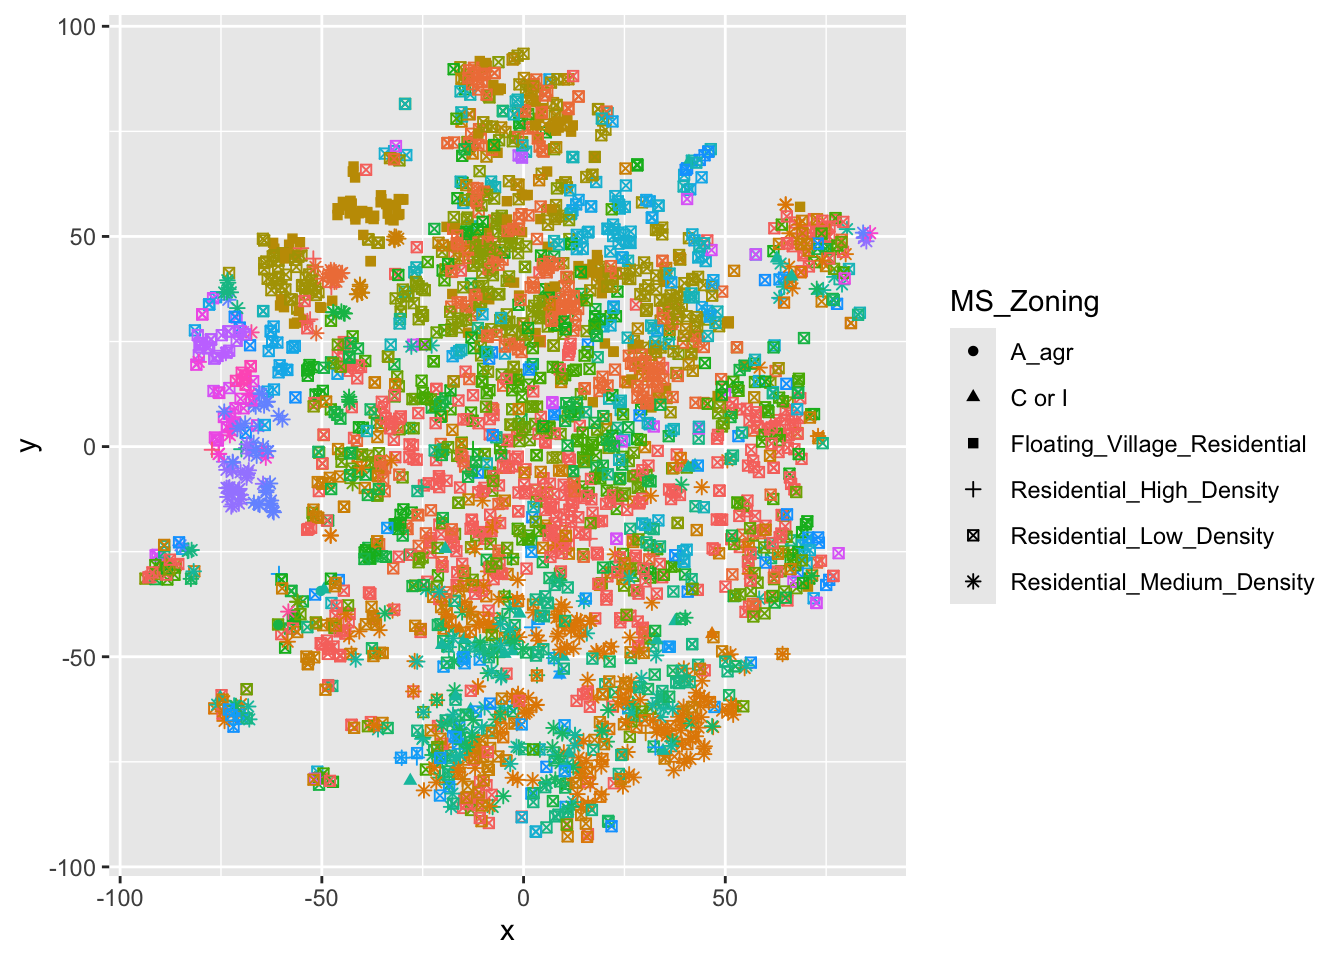 100
50
0
-50
-100
-100
-50
0
50
x
y
MS_Zoning
A_agr
C or I
Floating_Village_Residential
Residential_High_Density
Residential_Low_Density
Residential_Medium_Density